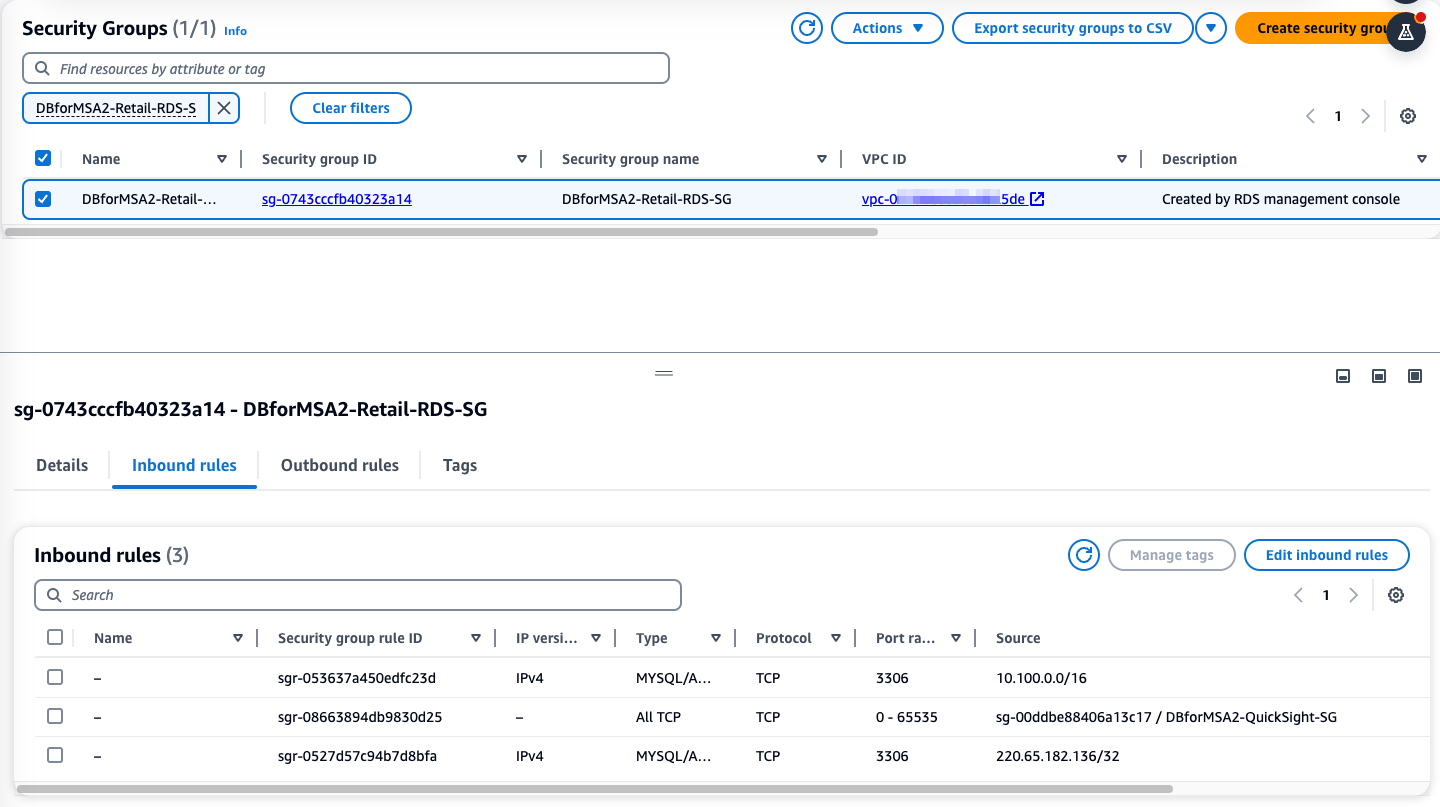 Security Groups (1/1) Info
Actions
Export security groups to CSV
Create security grou
Find resources by attribute or tag
DBforMSA2-Retail-RDS-S
Clear filters
1
Name Security group ID Security group name VPC ID Description
DBforMSA2-Retail-... sg-0743cccfb40323a14 DBforMSA2-Retail-RDS-SG vpc-0 5de Created by RDS management console
sg-0743cccfb40323a14 - DBforMSA2-Retail-RDS-SG
Details Inbound rules Outbound rules Tags
Inbound rules (3)
Manage tags
Edit inbound rules
Search
1
Name Security group rule ID IP versi... Type Protocol Port ra... Source
– sgr-053637a450edfc23d IPv4 MYSQL/A... TCP 3306 10.100.0.0/16
– sgr-08663894db9830d25 – All TCP TCP 0 - 65535 sg-00ddbe88406a13c17 / DBforMSA2-QuickSight-SG
– sgr-0527d57c94b7d8bfa IPv4 MYSQL/A... TCP 3306 220.65.182.136/32